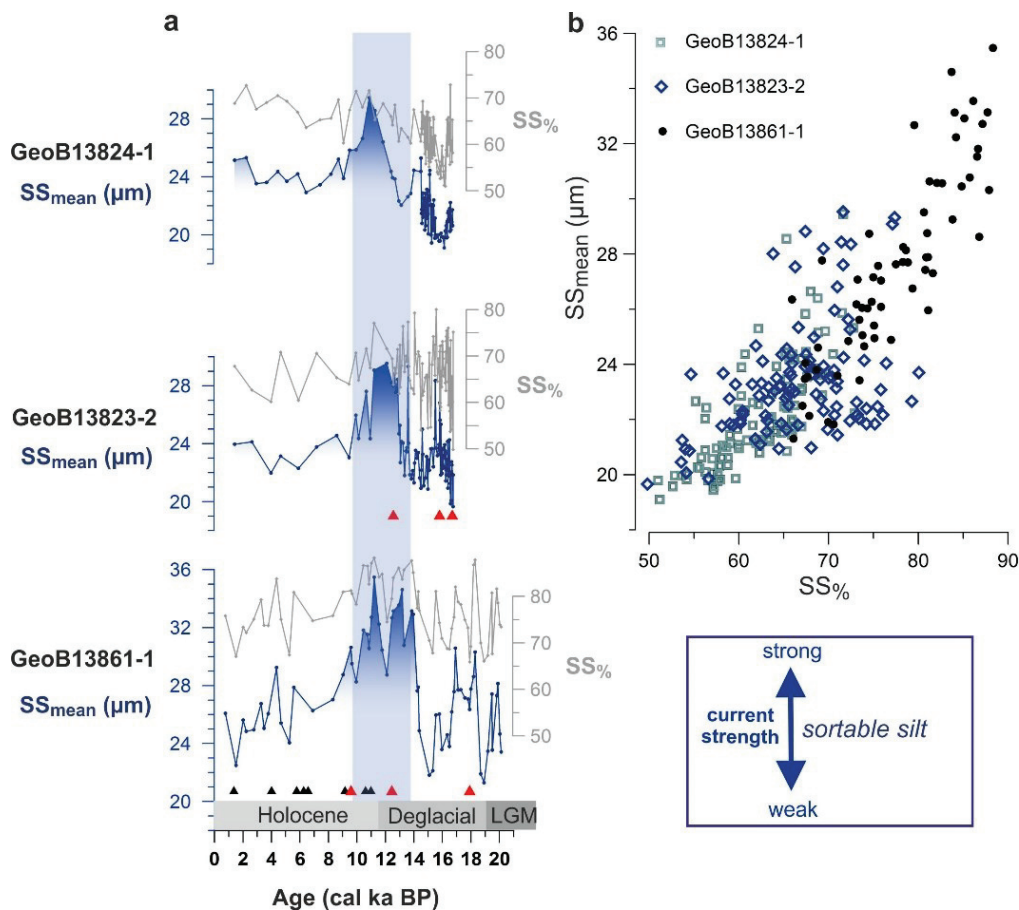 a
80
70
SS%
60
50
28
24
20
GeoB13824-1
SSmean (µm)
80
70
SS%
60
50
28
24
20
GeoB13823-2
SSmean (µm)
36
32
28
24
20
80
70
SS%
60
50
GeoB13861-1
SSmean (µm)
Holocene Deglacial LGM
0 2 4 6 8 10 12 14 16 18 20
Age (cal ka BP)
b
36
32
28
24
20
SSmean (µm)
GeoB13824-1
GeoB13823-2
GeoB13861-1
50 60 70 80 90
SS%
strong
current
strength
sortable silt
weak